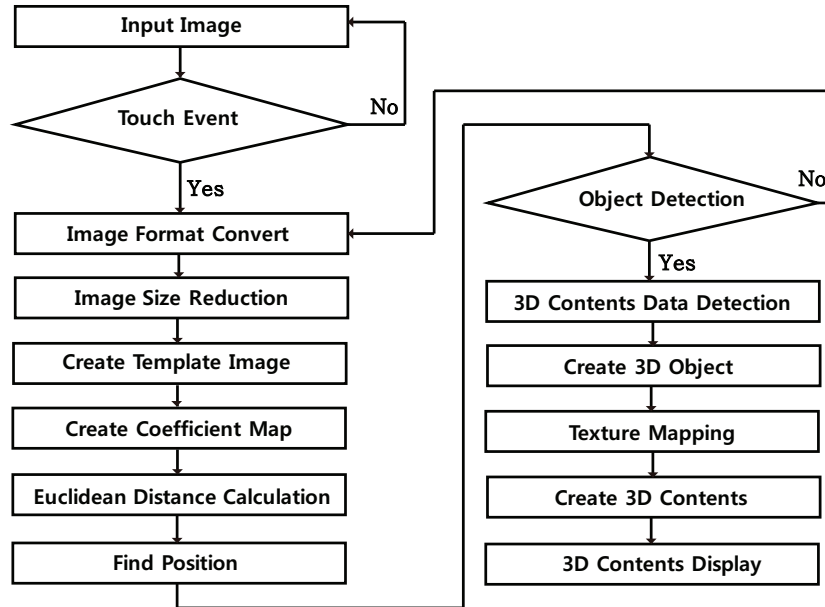 Input Image
Touch Event
No
Yes
Image Format Convert
Image Size Reduction
Create Template Image
Create Coefficient Map
Euclidean Distance Calculation
Find Position
Object Detection
No
Yes
3D Contents Data Detection
Create 3D Object
Texture Mapping
Create 3D Contents
3D Contents Display